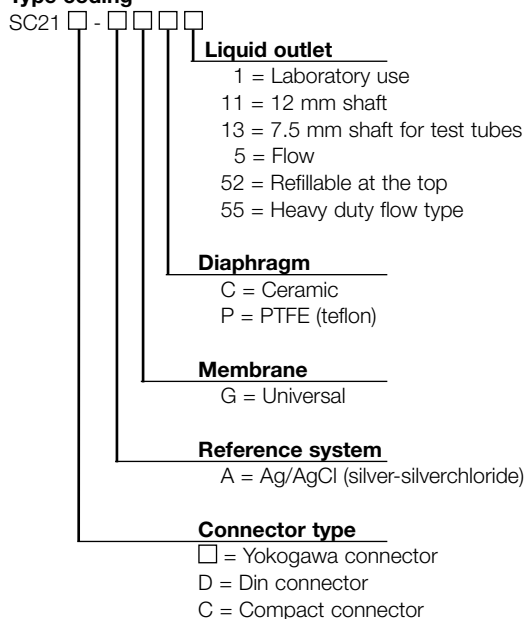 SC21 □ - □ □ □ □
Liquid outlet
1 = Laboratory use
11 = 12 mm shaft
13 = 7.5 mm shaft for test tubes
5 = Flow
52 = Refillable at the top
55 = Heavy duty flow type
Diaphragm
C = Ceramic
P = PTFE (teflon)
Membrane
G = Universal
Reference system
A = Ag/AgCl (silver-silverchloride)
Connector type
□ = Yokogawa connector
D = Din connector
C = Compact connector